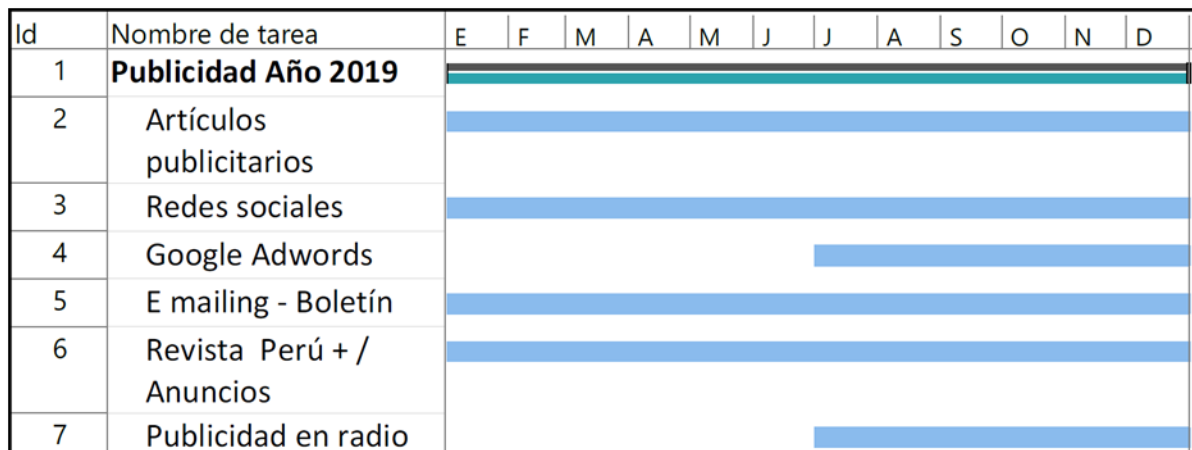 Id Nombre de tarea E F M A M J J A S O N D
1 Publicidad Año 2019
2 Artículos
publicitarios
3 Redes sociales
4 Google Adwords
5 E mailing - Boletín
6 Revista Perú + /
Anuncios
7 Publicidad en radio